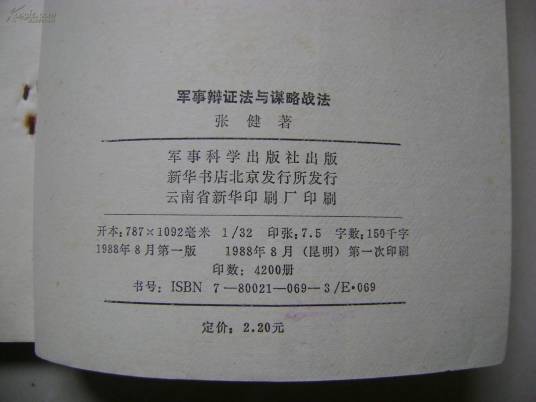 军事辩证法与谋略战法
张 健 著
军事科学出版社出版
新华书店北京发行所发行
云南省新华印刷厂印刷
开本:787×1092毫米 1/32 印张:7.5 字数:150千字
1988年8月第一版 1988年8月(昆明)第一次印刷
印数:4200册
书号:ISBN 7-80021-069-3/E·069
定价:2.20元